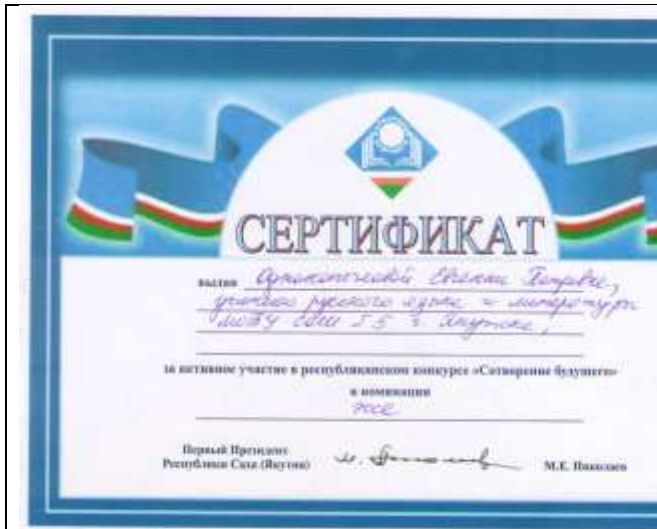 СЕРТИФИКАТ
выдан Евгении Петровне,
учителю русского языка и литературы
МОБУ СОШ 5 г. Якутска,
за активное участие в республиканском конкурсе «Сотворение будущего»
в номинации
эссе
Первый Президент
Республики Саха (Якутия)
М.Е. Николаев